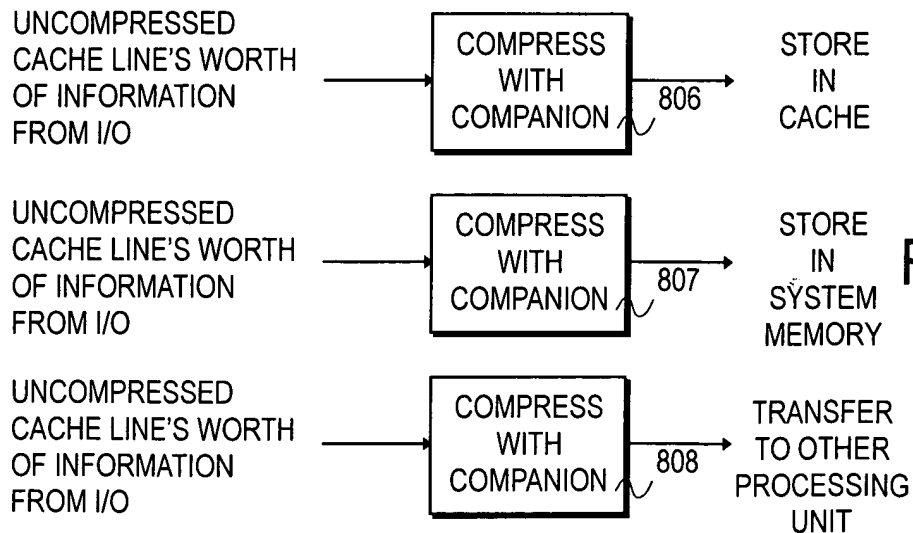 UNCOMPRESSED
CACHE LINE'S WORTH
OF INFORMATION
FROM I/O
COMPRESS
WITH
COMPANION
806
STORE
IN
CACHE
UNCOMPRESSED
CACHE LINE'S WORTH
OF INFORMATION
FROM I/O
COMPRESS
WITH
COMPANION
807
STORE
IN
SYSTEM
MEMORY
UNCOMPRESSED
CACHE LINE'S WORTH
OF INFORMATION
FROM I/O
COMPRESS
WITH
COMPANION
808
TRANSFER
TO OTHER
PROCESSING
UNIT